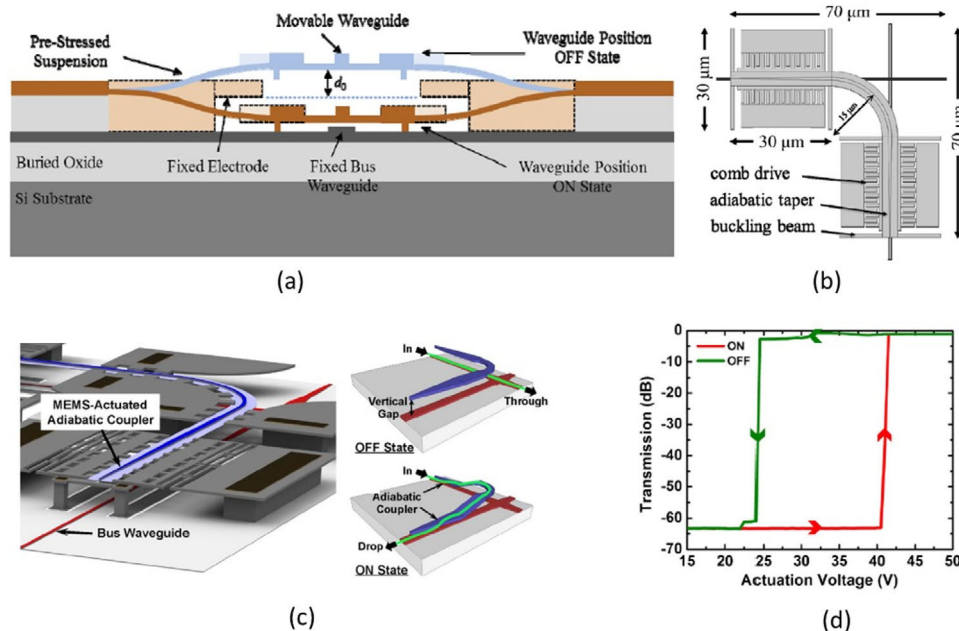 Movable Waveguide
Pre-Stressed
Suspension
Waveguide Position
OFF State
d0
Fixed Electrode
Fixed Bus
Waveguide
Waveguide Position
ON State
Buried Oxide
Si Substrate
(a)
(b)
70 μm
30 μm
30 μm
15 μm
70 μm
comb drive
adiabatic taper
buckling beam
MEMS-Actuated
Adiabatic Coupler
Bus Waveguide
In
Vertical
Gap
Through
OFF State
In
Adiabatic
Coupler
Drop
ON State
(c)
ON
OFF
Transmission (dB)
0
-10
-20
-30
-40
-50
-60
-70
15 20 25 30 35 40 45 50
Actuation Voltage (V)
(d)